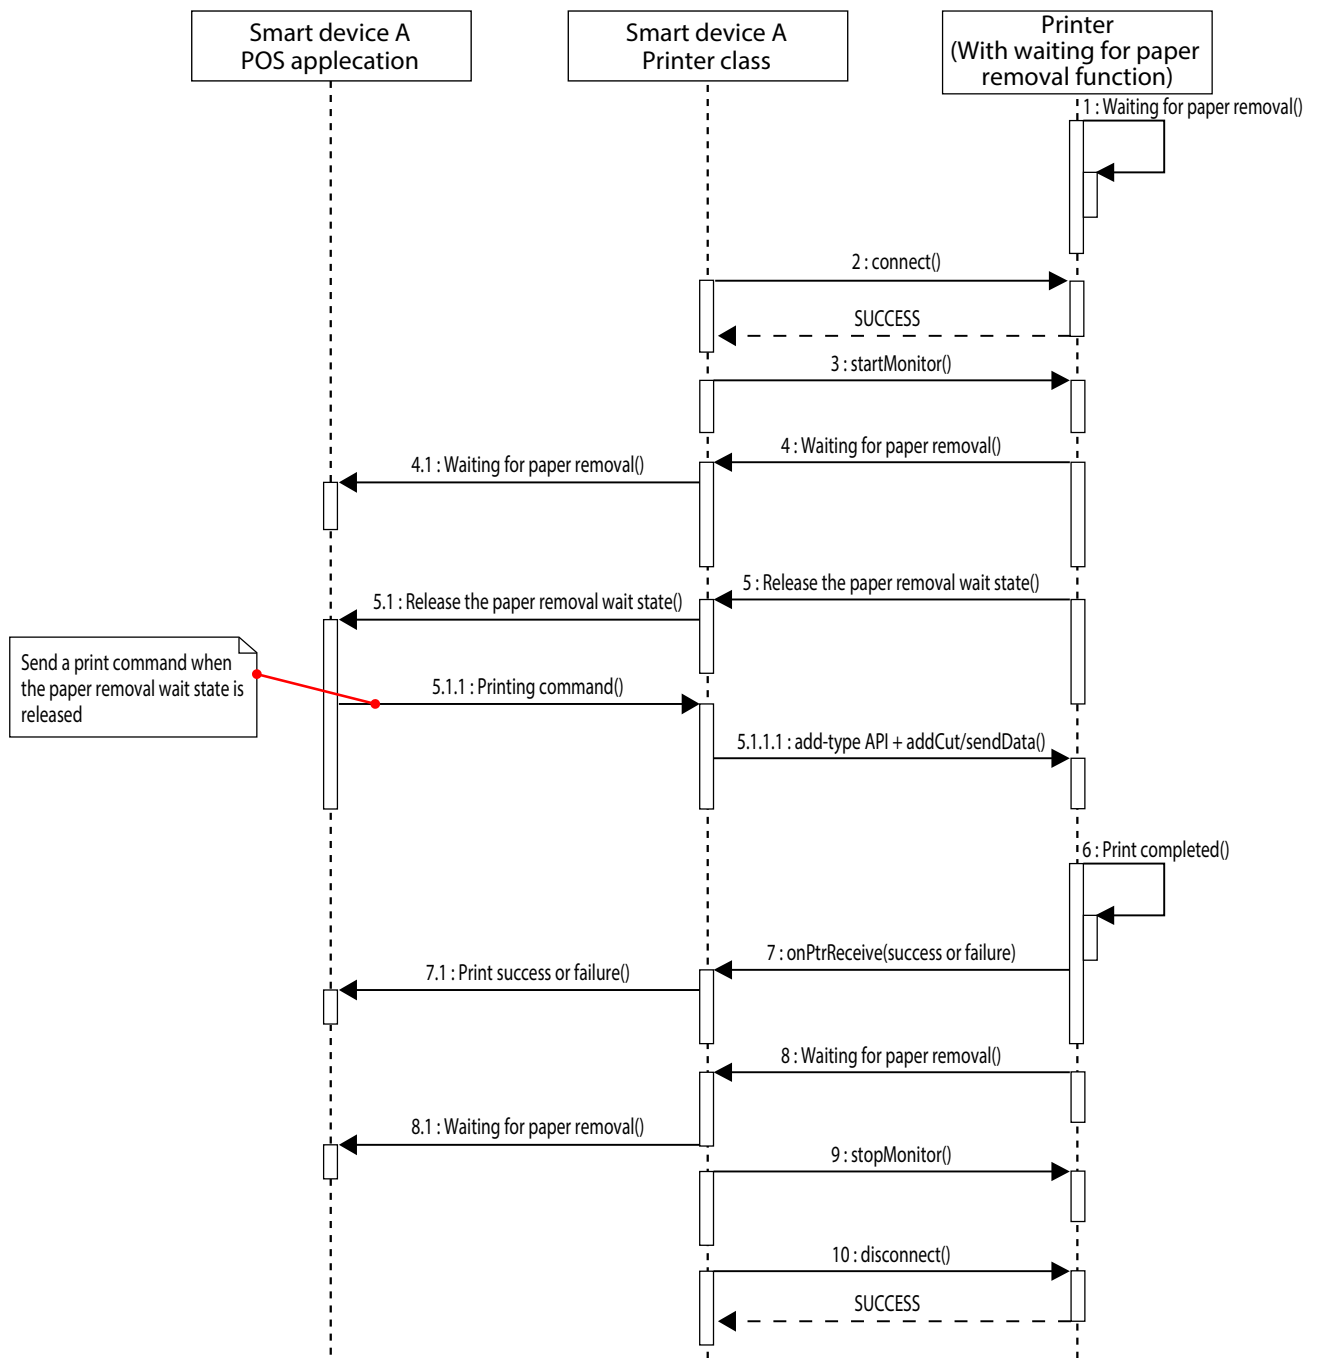 Smart device A
POS applecation
Smart device A
Printer class
Printer
(With waiting for paper
removal function)
1 : Waiting for paper removal()
2 : connect()
SUCCESS
3 : startMonitor()
4 : Waiting for paper removal()
4.1 : Waiting for paper removal()
5 : Release the paper removal wait state()
5.1 : Release the paper removal wait state()
Send a print command when
the paper removal wait state is
released
5.1.1 : Printing command()
5.1.1.1 : add-type API + addCut/sendData()
6 : Print completed()
7 : onPtrReceive(success or failure)
7.1 : Print success or failure()
8 : Waiting for paper removal()
8.1 : Waiting for paper removal()
9 : stopMonitor()
10 : disconnect()
SUCCESS